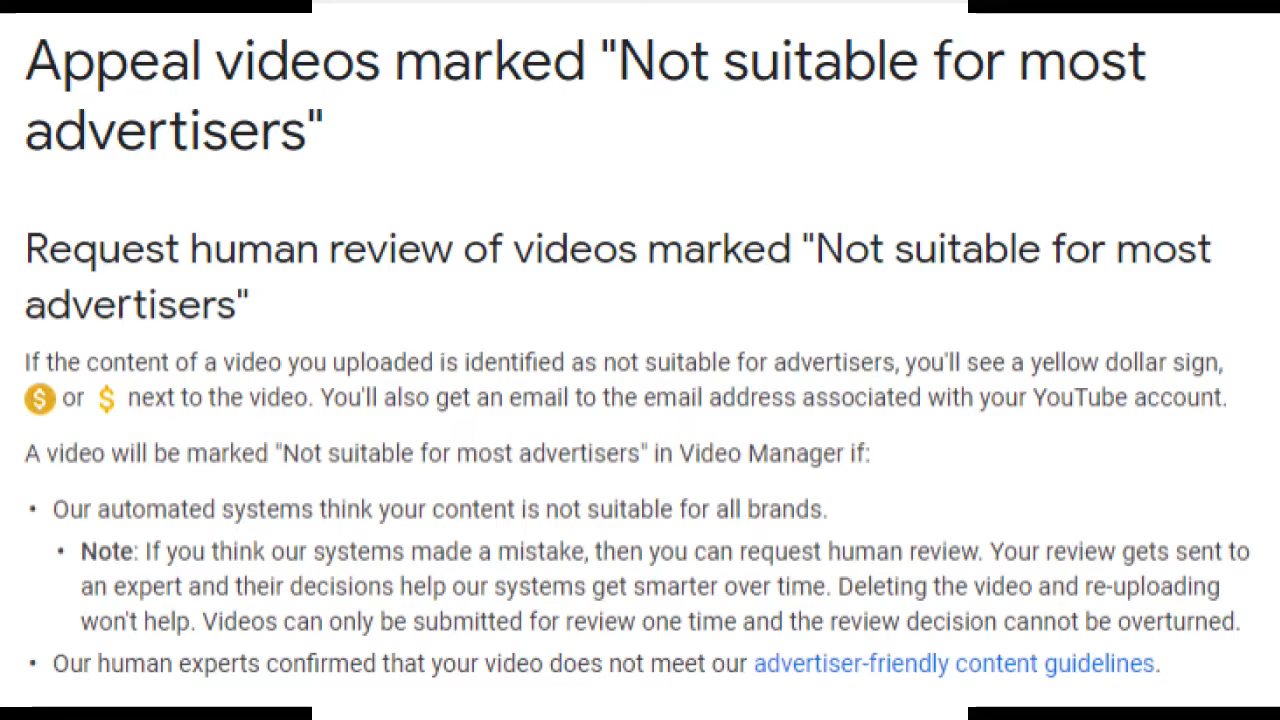 Appeal videos marked "Not suitable for most
advertisers"
Request human review of videos marked "Not suitable for most
advertisers"
If the content of a video you uploaded is identified as not suitable for advertisers, you'll see a yellow dollar sign,
$ or $ next to the video. You'll also get an email to the email address associated with your YouTube account.
A video will be marked "Not suitable for most advertisers" in Video Manager if:
• Our automated systems think your content is not suitable for all brands.
• Note: If you think our systems made a mistake, then you can request human review. Your review gets sent to
an expert and their decisions help our systems get smarter over time. Deleting the video and re-uploading
won't help. Videos can only be submitted for review one time and the review decision cannot be overturned.
• Our human experts confirmed that your video does not meet our advertiser-friendly content guidelines.